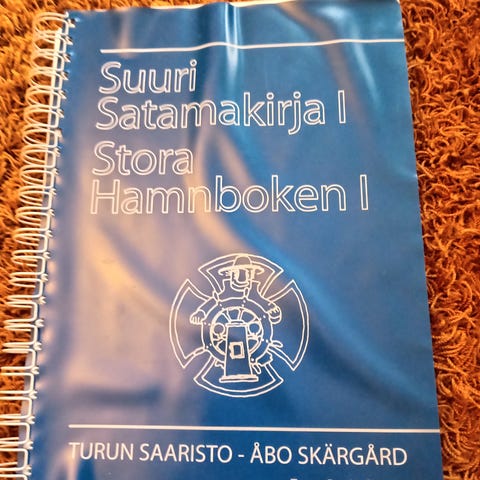 Suuri
Satamakirja I
Stora
Hamnboken I
TURUN SAARISTO - ÅBO SKÄRGÅRD